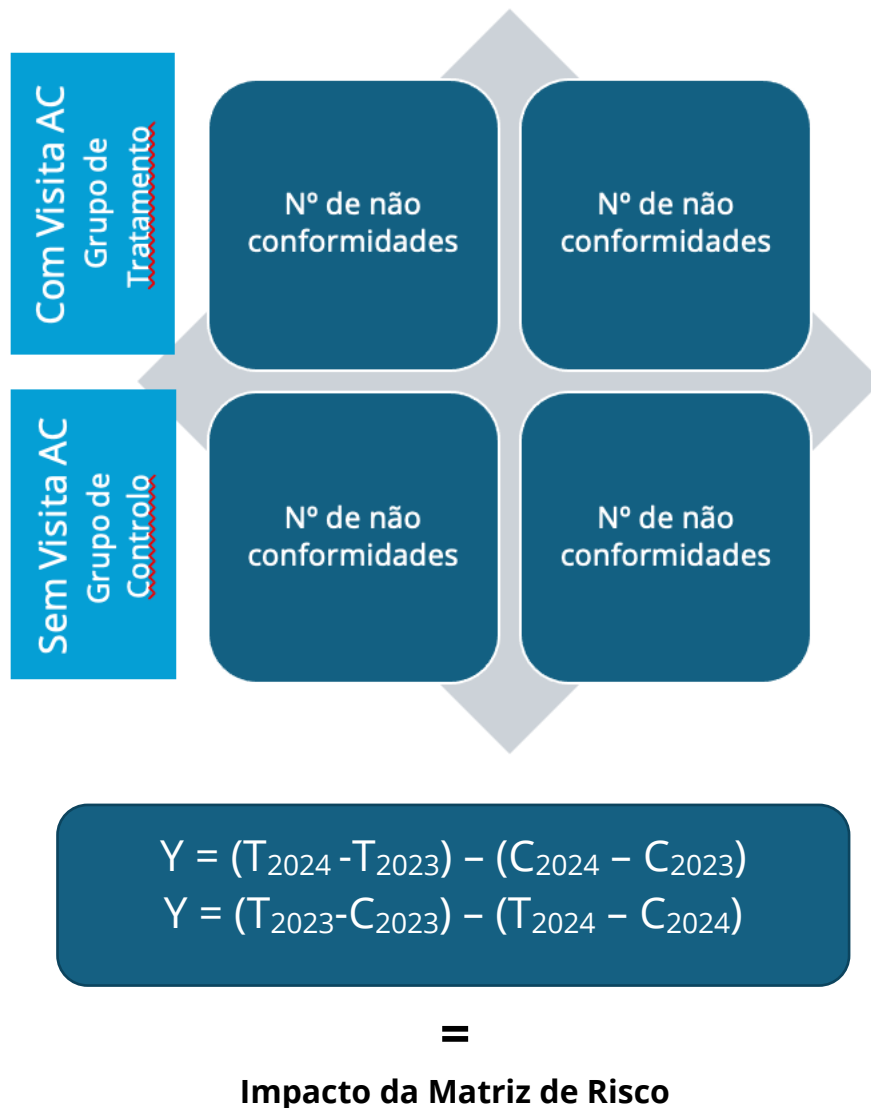 Com Visita AC
Grupo de
Tratamento
Nº de não
conformidades
Nº de não
conformidades
Sem Visita AC
Grupo de
Controlo
Nº de não
conformidades
Nº de não
conformidades
Y = (T₂₀₂₄ -T₂₀₂₃) – (C₂₀₂₄ – C₂₀₂₃)
Y = (T₂₀₂₃-C₂₀₂₃) – (T₂₀₂₄ – C₂₀₂₄)
=
Impacto da Matriz de Risco